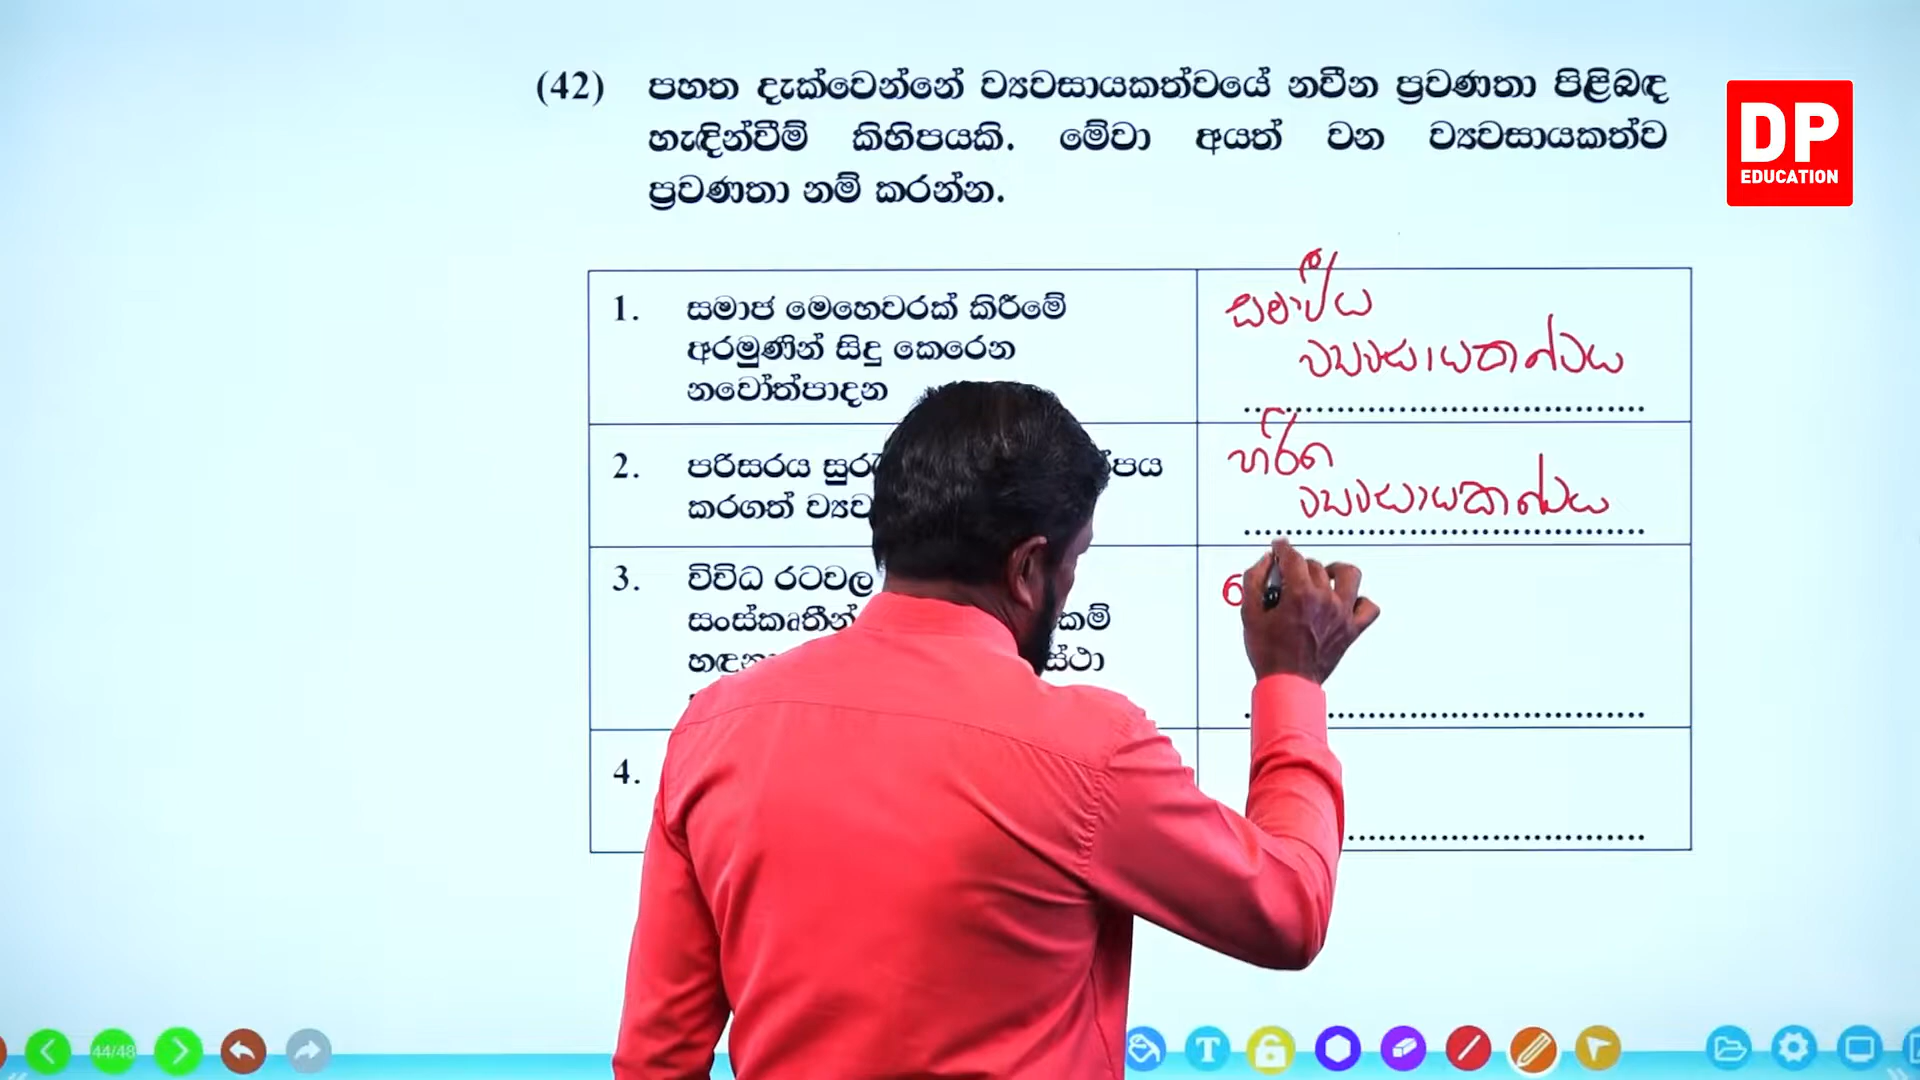 (42) පහත දැක්වෙන්නේ ව්‍යවසායකත්වයේ නවීන ප්‍රවණතා පිළිබඳ
හැඳින්වීම් කිහිපයකි. මේවා අයත් වන ව්‍යවසායකත්ව
ප්‍රවණතා නම් කරන්න.
DP
EDUCATION
1. සමාජ මෙහෙවරක් කිරීමේ
අරමුණින් සිදු කෙරෙන
නවෝත්පාදන
සමාජීය
ව්‍යවසායකත්වය
2. පරිසරය
කරගත්
හරිත
ව්‍යවසායකත්වය
3. විවිධ රටවල
4.
44/48
T